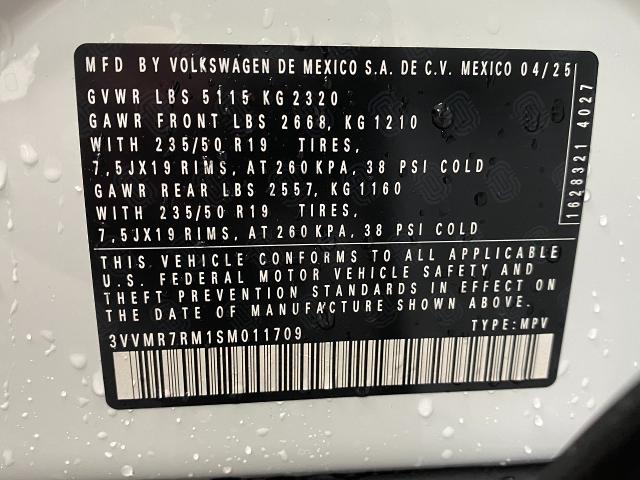 MFD BY VOLKSWAGEN DE MEXICO S.A. DE C.V. MEXICO 04/25
GVWR LBS 5115 KG 2320
GAWR FRONT LBS 2668, KG 1210
WITH 235/50 R19 TIRES,
7,5JX19 RIMS, AT 260 KPA, 38 PSI COLD
GAWR REAR LBS 2557, KG 1160
WITH 235/50 R19 TIRES,
7,5JX19 RIMS, AT 260 KPA, 38 PSI COLD
1628321 4027
THIS VEHICLE CONFORMS TO ALL APPLICABLE
U.S. FEDERAL MOTOR VEHICLE SAFETY AND
THEFT PREVENTION STANDARDS IN EFFECT ON
THE DATE OF MANUFACTURE SHOWN ABOVE.
3VVMR7RM1SM011709 TYPE: MPV